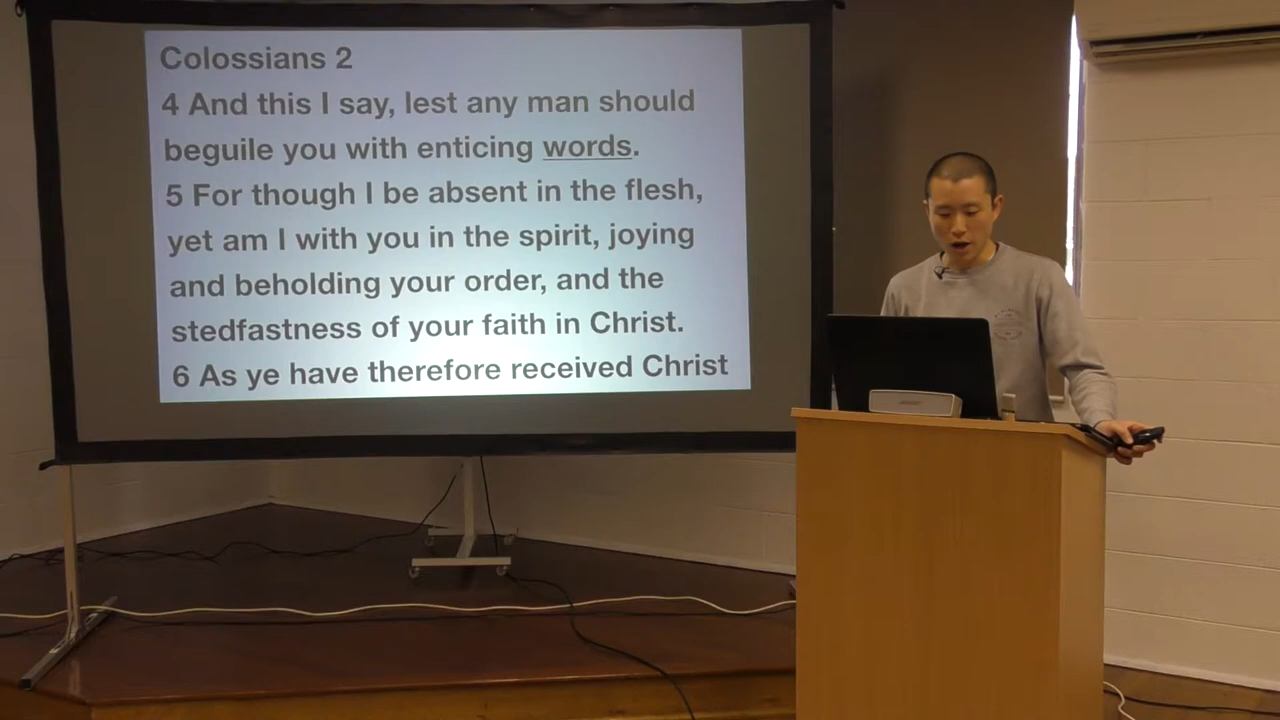 Colossians 2
4 And this I say, lest any man should
beguile you with enticing words.
5 For though I be absent in the flesh,
yet am I with you in the spirit, joying
and beholding your order, and the
stedfastness of your faith in Christ.
6 As ye have therefore received Christ